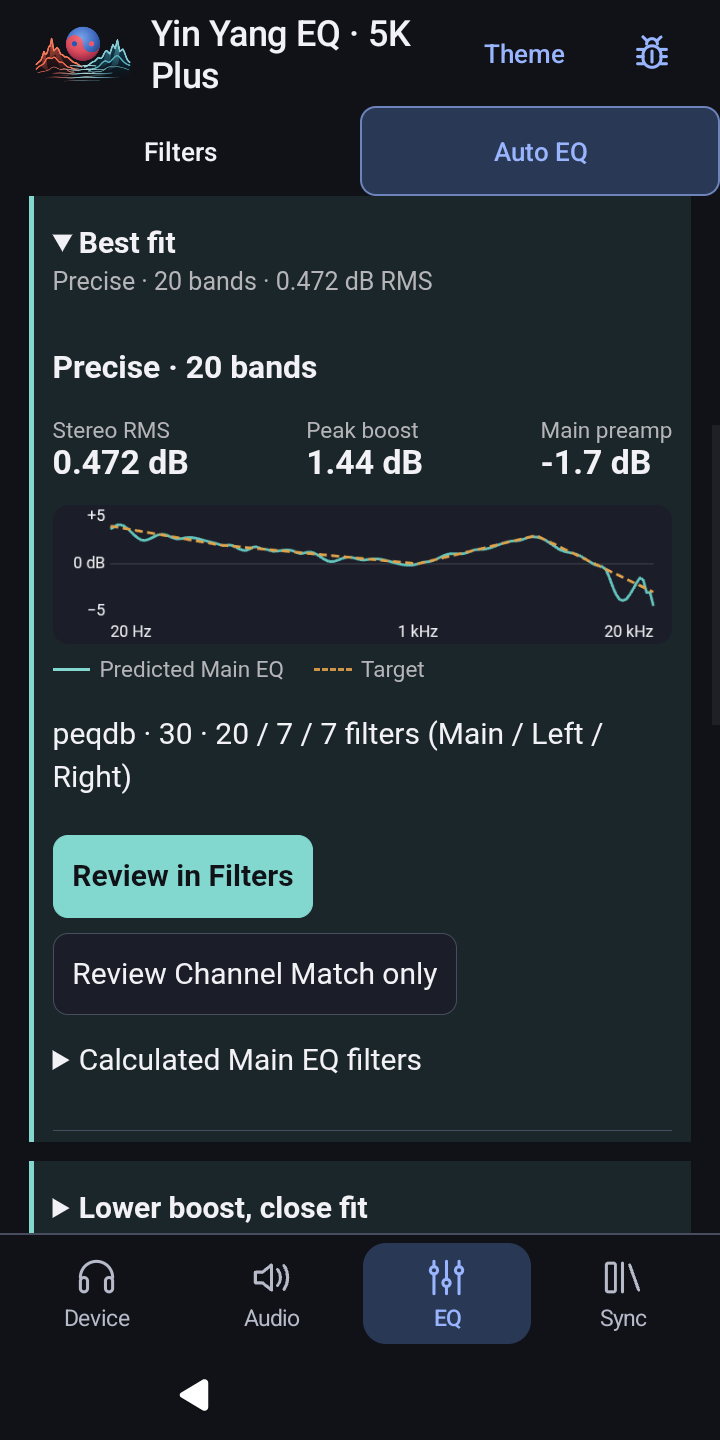 Yin Yang EQ · 5K
Plus
Theme
Filters
Auto EQ
▼ Best fit
Precise · 20 bands · 0.472 dB RMS
Precise · 20 bands
Stereo RMS
0.472 dB
Peak boost
1.44 dB
Main preamp
-1.7 dB
+5
0 dB
−5
20 Hz
1 kHz
20 kHz
Predicted Main EQ
Target
peqdb · 30 · 20 / 7 / 7 filters (Main / Left /
Right)
Review in Filters
Review Channel Match only
▶ Calculated Main EQ filters
▶ Lower boost, close fit
Device
Audio
EQ
Sync